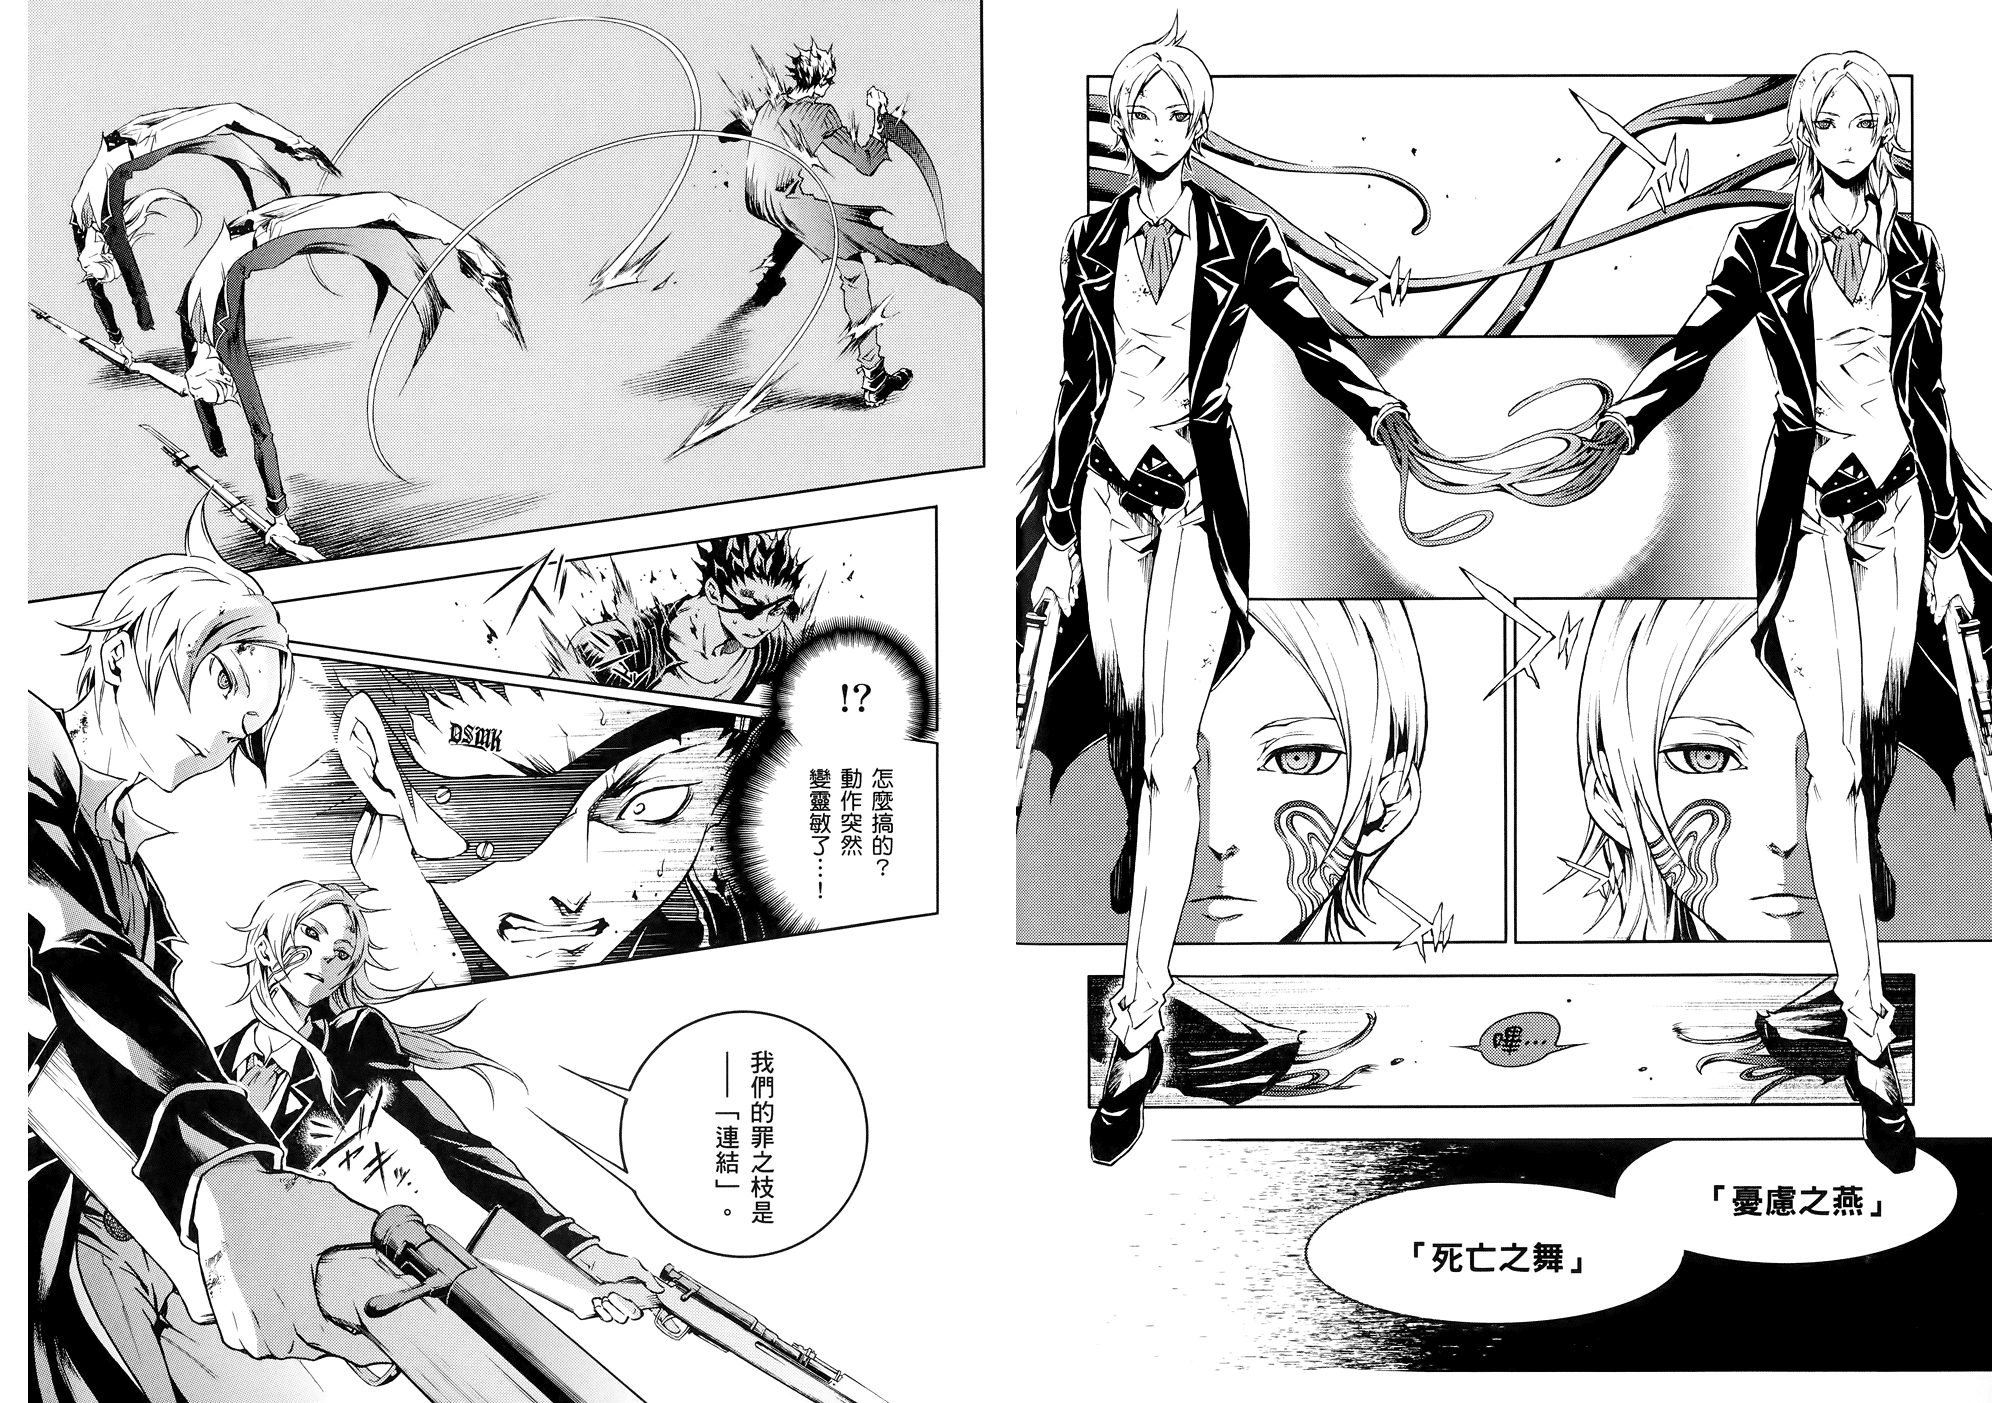 嗶…
「憂慮之燕」
「死亡之舞」
!?
怎麼搞的?
動作突然
變靈敏了…!
DSMK
我們的罪之枝是
——「連結」。